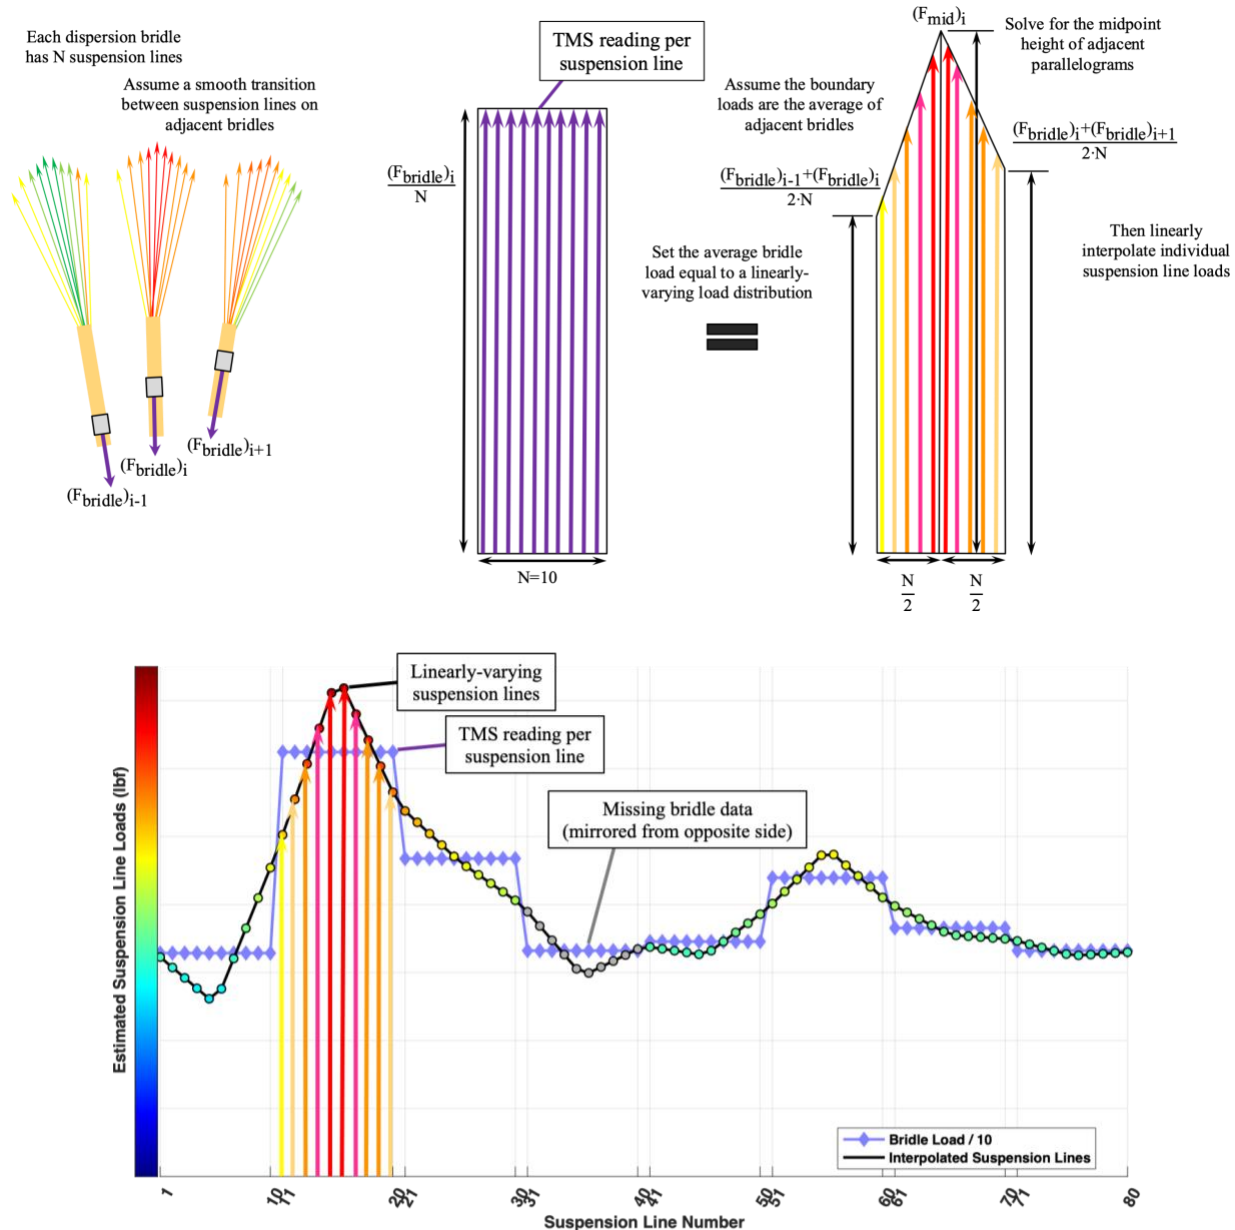 Each dispersion bridle
has N suspension lines
Assume a smooth transition
between suspension lines on
adjacent bridles
(Fbridle)i-1
(Fbridle)i
(Fbridle)i+1
TMS reading per
suspension line
(Fbridle)i
N
N=10
Set the average bridle
load equal to a linearly-
varying load distribution
Assume the boundary
loads are the average of
adjacent bridles
(Fbridle)i-1+(Fbridle)i
2·N
(Fmid)i
Solve for the midpoint
height of adjacent
parallelograms
(Fbridle)i+(Fbridle)i+1
2·N
Then linearly
interpolate individual
suspension line loads
N
2
N
2
Linearly-varying
suspension lines
TMS reading per
suspension line
Missing bridle data
(mirrored from opposite side)
Estimated Suspension Line Loads (lbf)
Bridle Load / 10
Interpolated Suspension Lines
1 10 11 20 21 30 31 40 41 50 51 60 61 70 71 80
Suspension Line Number